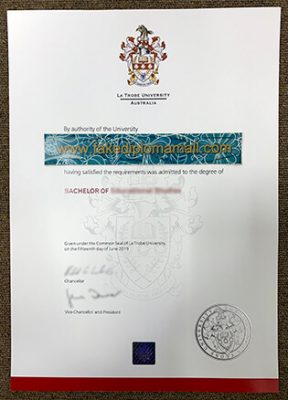 LA TROBE UNIVERSITY
AUSTRALIA
By authority of the University
www.fakediplomamall.com
having satisfied the requirements was admitted to the degree of
BACHELOR OF Educational Studies
Given under the Common Seal of La Trobe University
on the fifteenth day of June 2019
Chancellor
Vice-Chancellor and President